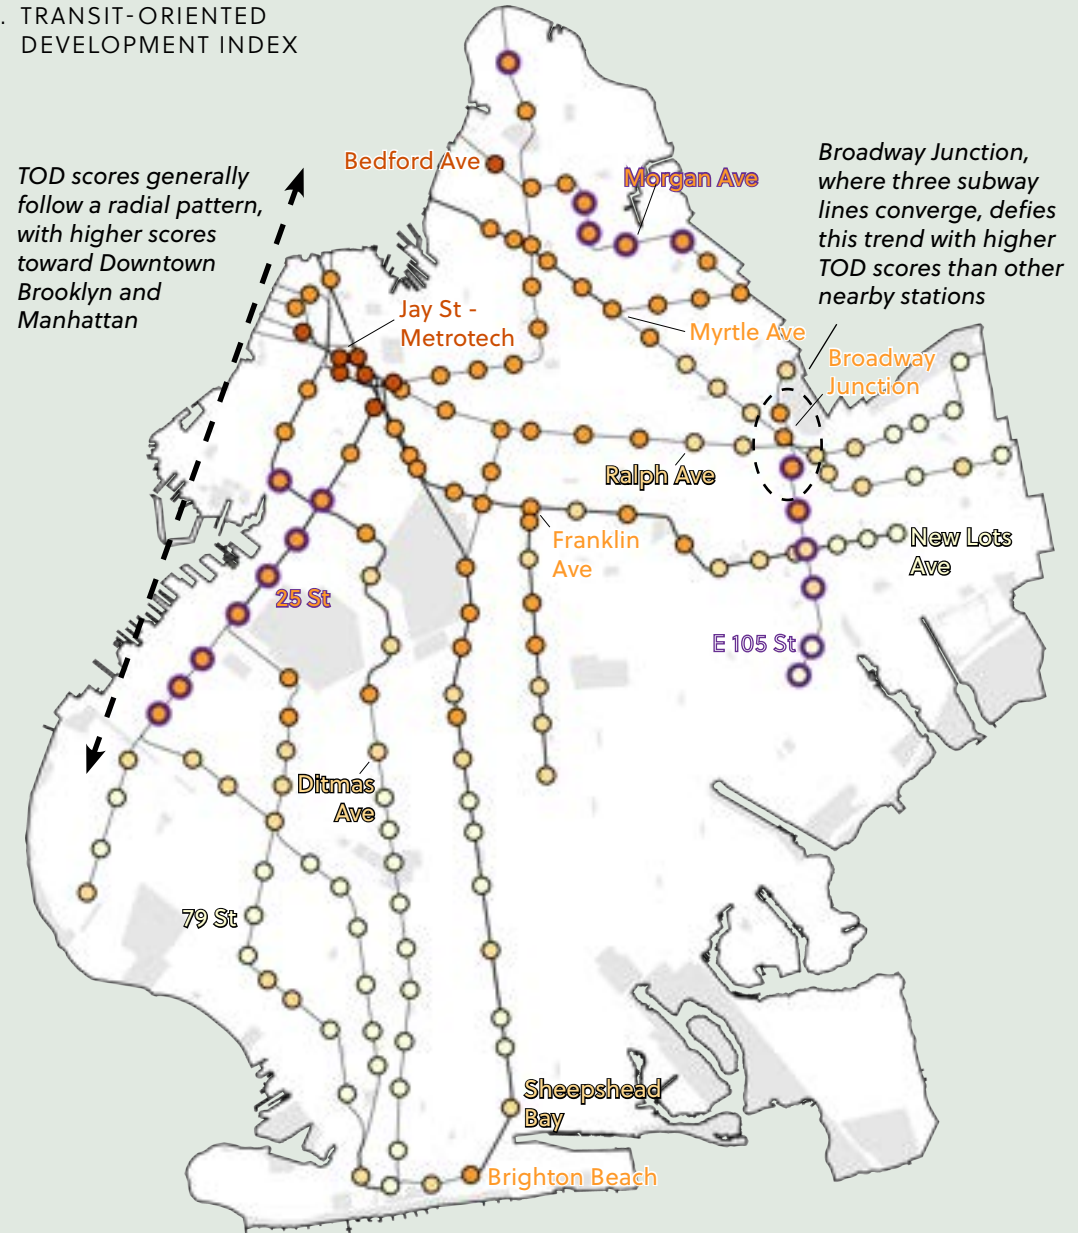 . TRANSIT-ORIENTED
DEVELOPMENT INDEX
TOD scores generally
follow a radial pattern,
with higher scores
toward Downtown
Brooklyn and
Manhattan
Bedford Ave
Morgan Ave
Broadway Junction,
where three subway
lines converge, defies
this trend with higher
TOD scores than other
nearby stations
Jay St -
Metrotech
Myrtle Ave
Broadway
Junction
Ralph Ave
Franklin
Ave
New Lots
Ave
25 St
E 105 St
Ditmas
Ave
79 St
Sheepshead
Bay
Brighton Beach